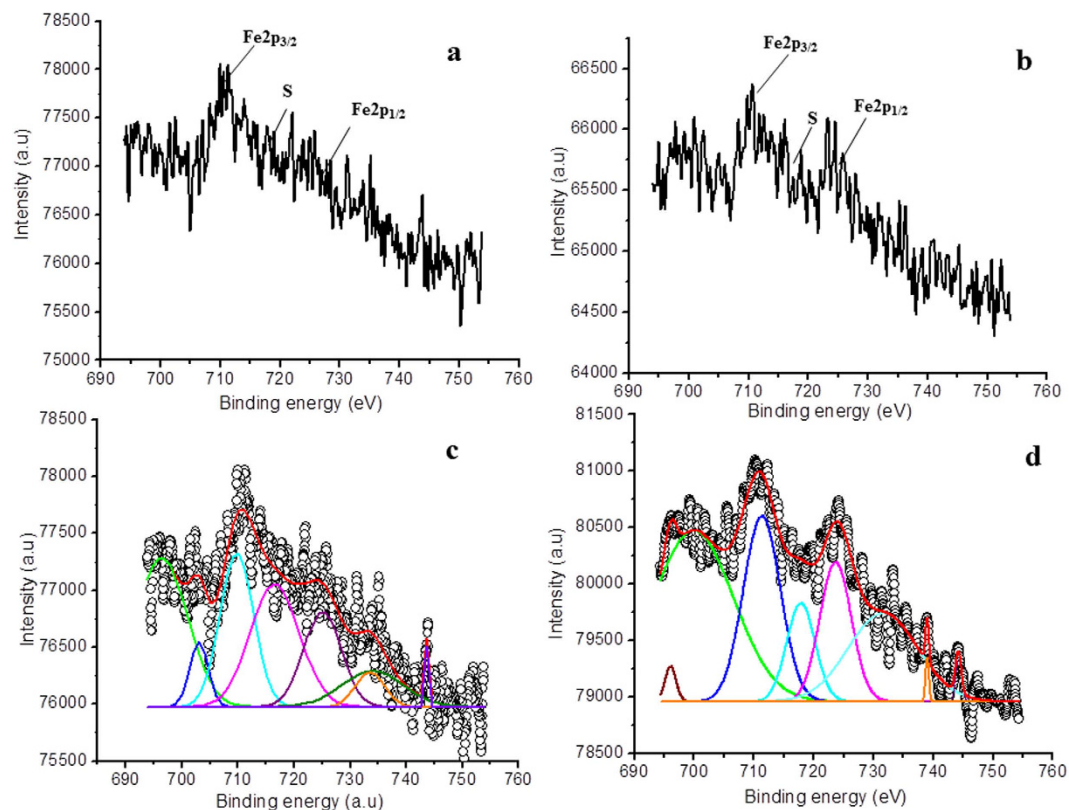 a
Fe2p3/2
S
Fe2p1/2
Intensity (a.u)
78500
78000
77500
77000
76500
76000
75500
75000
690 700 710 720 730 740 750 760
Binding energy (eV)
b
Fe2p3/2
S
Fe2p1/2
Intensity (a.u)
66500
66000
65500
65000
64500
64000
690 700 710 720 730 740 750 760
Binding energy (eV)
c
Intensity (a.u)
78500
78000
77500
77000
76500
76000
75500
690 700 710 720 730 740 750 760
Binding energy (a.u)
d
Intensity (a.u)
81500
81000
80500
80000
79500
79000
78500
690 700 710 720 730 740 750 760
Binding energy (eV)